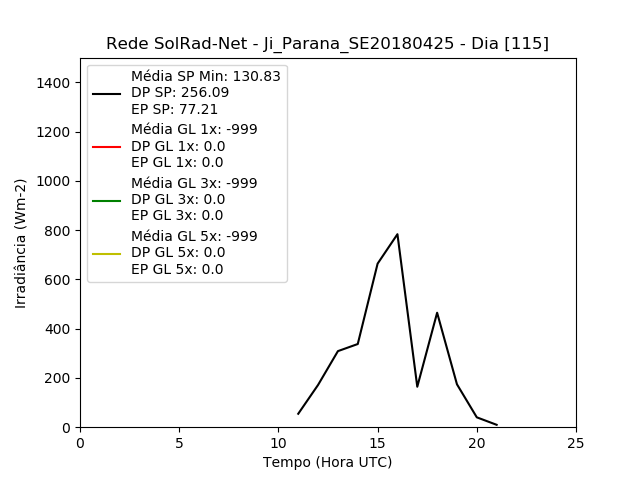 Rede SolRad-Net - Ji_Parana_SE20180425 - Dia [115]
Média SP Min: 130.83
DP SP: 256.09
EP SP: 77.21
Média GL 1x: -999
DP GL 1x: 0.0
EP GL 1x: 0.0
Média GL 3x: -999
DP GL 3x: 0.0
EP GL 3x: 0.0
Média GL 5x: -999
DP GL 5x: 0.0
EP GL 5x: 0.0
Irradiância (Wm-2)
1400
1200
1000
800
600
400
200
0
0 5 10 15 20 25
Tempo (Hora UTC)